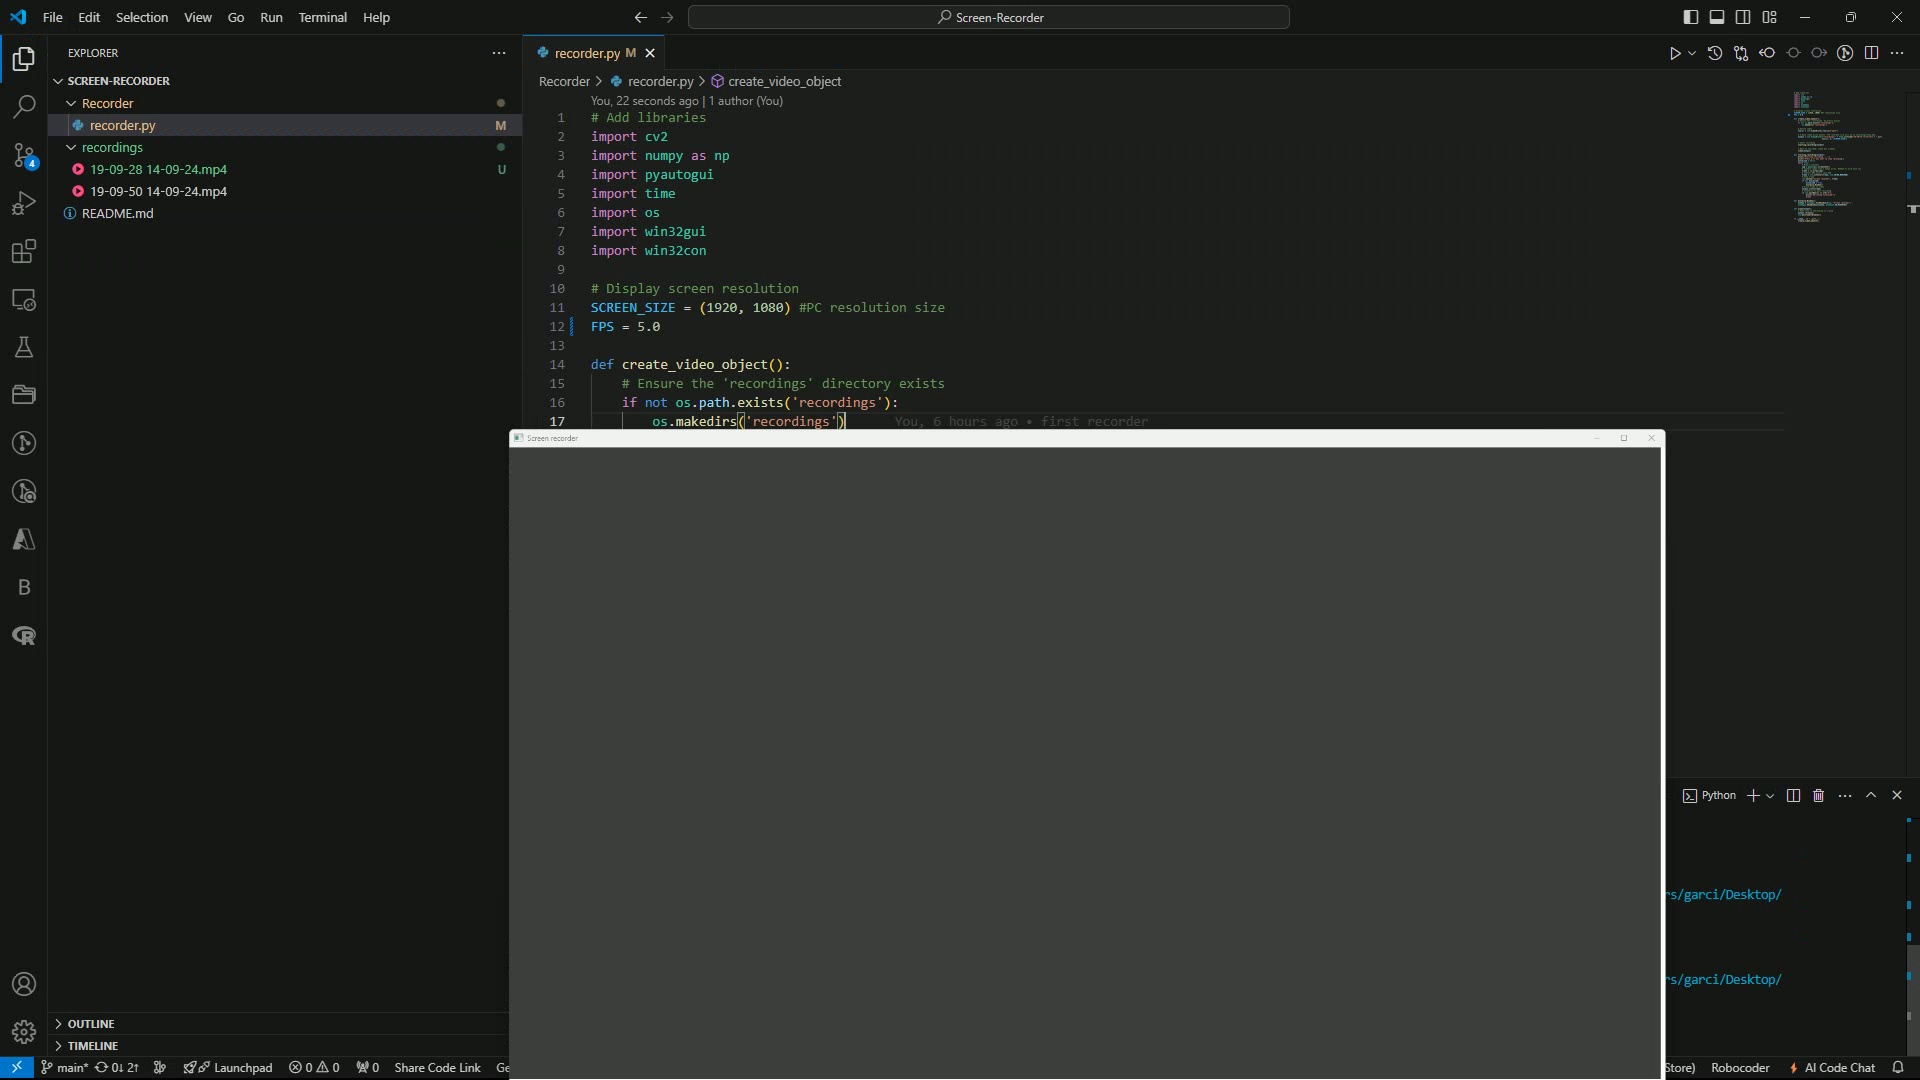 File Edit Selection View Go Run Terminal Help
Screen-Recorder
EXPLORER
SCREEN-RECORDER
Recorder
recorder.py M
recordings
19-09-28 14-09-24.mp4 U
19-09-50 14-09-24.mp4
README.md
recorder.py M
Recorder > recorder.py > create_video_object
You, 22 seconds ago | 1 author (You)
1 # Add libraries
2 import cv2
3 import numpy as np
4 import pyautogui
5 import time
6 import os
7 import win32gui
8 import win32con
9
10 # Display screen resolution
11 SCREEN_SIZE = (1920, 1080) #PC resolution size
12 FPS = 5.0
13
14 def create_video_object():
15 # Ensure the 'recordings' directory exists
16 if not os.path.exists('recordings'):
17 os.makedirs('recordings') You, 6 hours ago • first recorder
Screen recorder
4
B
R
Python
rs/garci/Desktop/
rs/garci/Desktop/
OUTLINE
TIMELINE
main* 0↓ 2↑ Launchpad 0 0 0 Share Code Link Ge
Store) Robocoder AI Code Chat